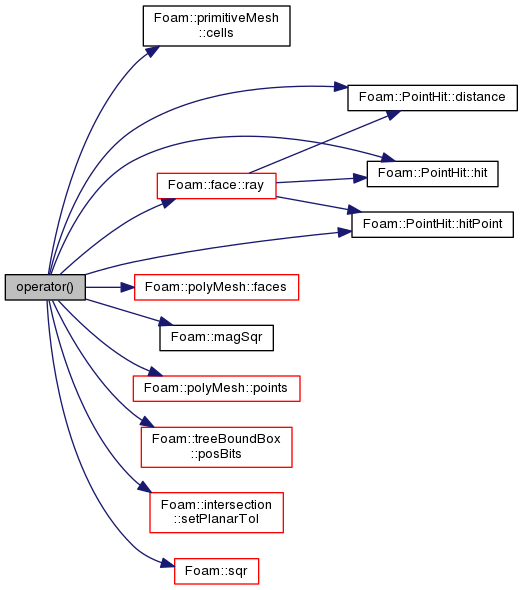 Foam::primitiveMesh
::cells
Foam::PointHit::distance
Foam::PointHit::hit
Foam::face::ray
Foam::PointHit::hitPoint
operator()
Foam::polyMesh::faces
Foam::magSqr
Foam::polyMesh::points
Foam::treeBoundBox
::posBits
Foam::intersection
::setPlanarTol
Foam::sqr